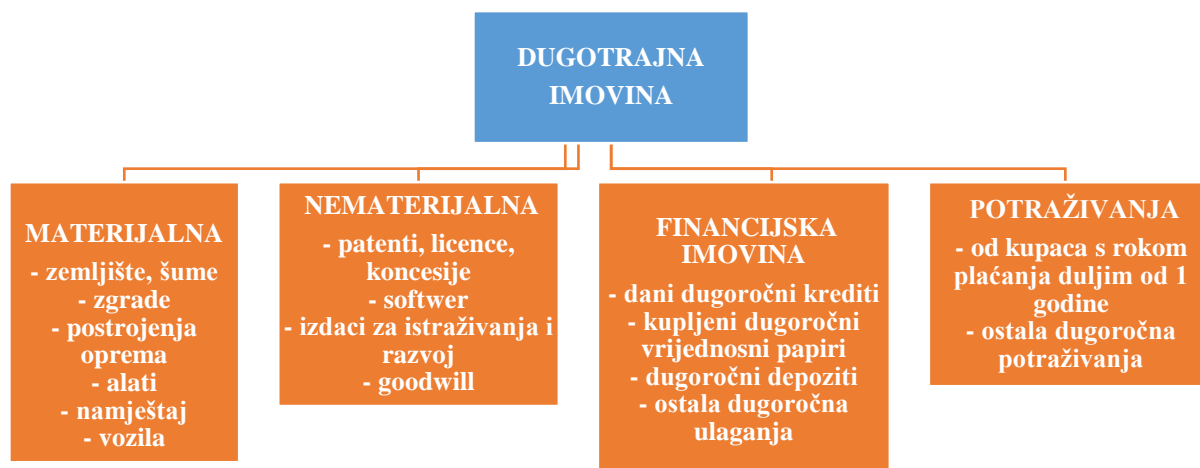 DUGOTRAJNA
IMOVINA
MATERIJALNA
- zemljište, šume
- zgrade
- postrojenja
oprema
- alati
- namještaj
- vozila
NEMATERIJALNA
- patenti, licence,
koncesije
- softwer
- izdaci za istraživanja i
razvoj
- goodwill
FINANCIJSKA
IMOVINA
- dani dugoročni krediti
- kupljeni dugoročni
vrijednosni papiri
- dugoročni depoziti
- ostala dugoročna
ulaganja
POTRAŽIVANJA
- od kupaca s rokom
plaćanja duljim od 1
godine
- ostala dugoročna
potraživanja